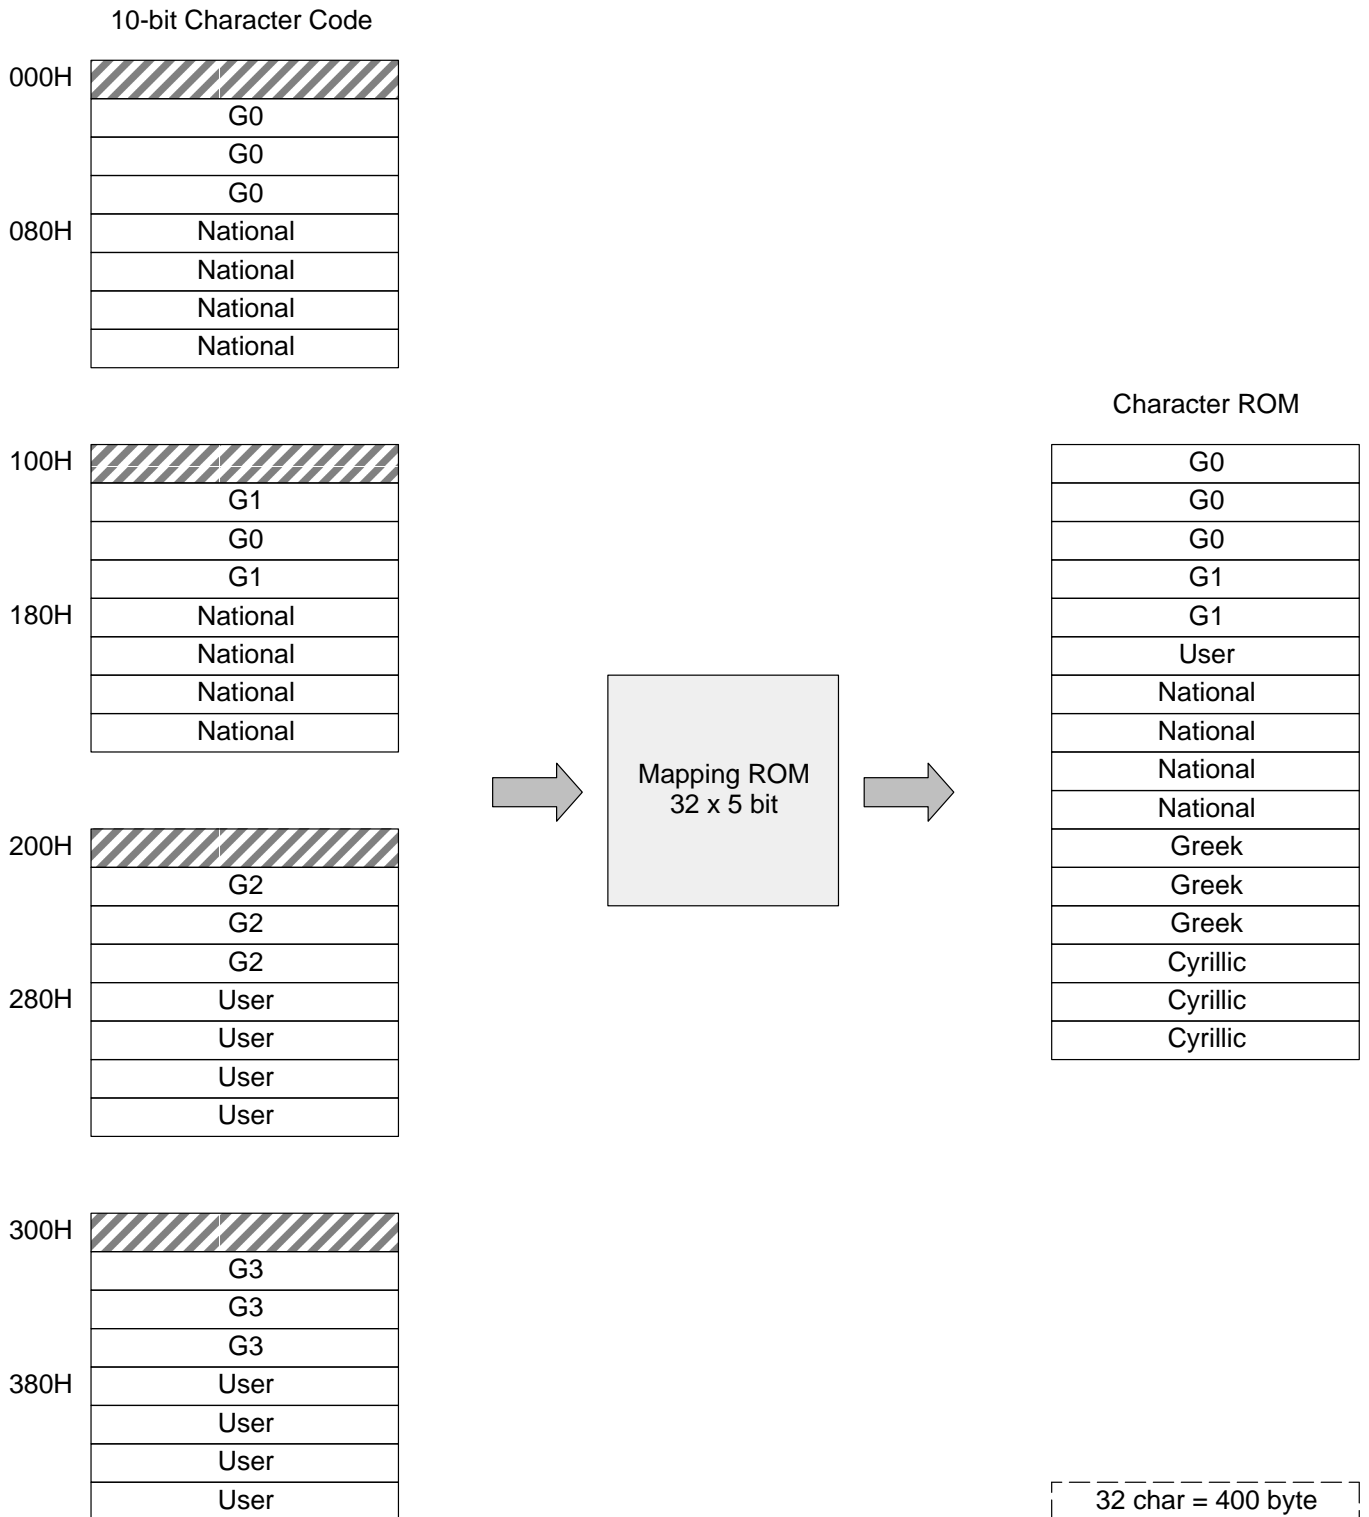 10-bit Character Code
000H
G0
G0
G0
080H
National
National
National
National
100H
G1
G0
G1
180H
National
National
National
National
200H
G2
G2
G2
280H
User
User
User
User
300H
G3
G3
G3
380H
User
User
User
User
Mapping ROM
32 x 5 bit
Character ROM
G0
G0
G0
G1
G1
User
National
National
National
National
Greek
Greek
Greek
Cyrillic
Cyrillic
Cyrillic
32 char = 400 byte